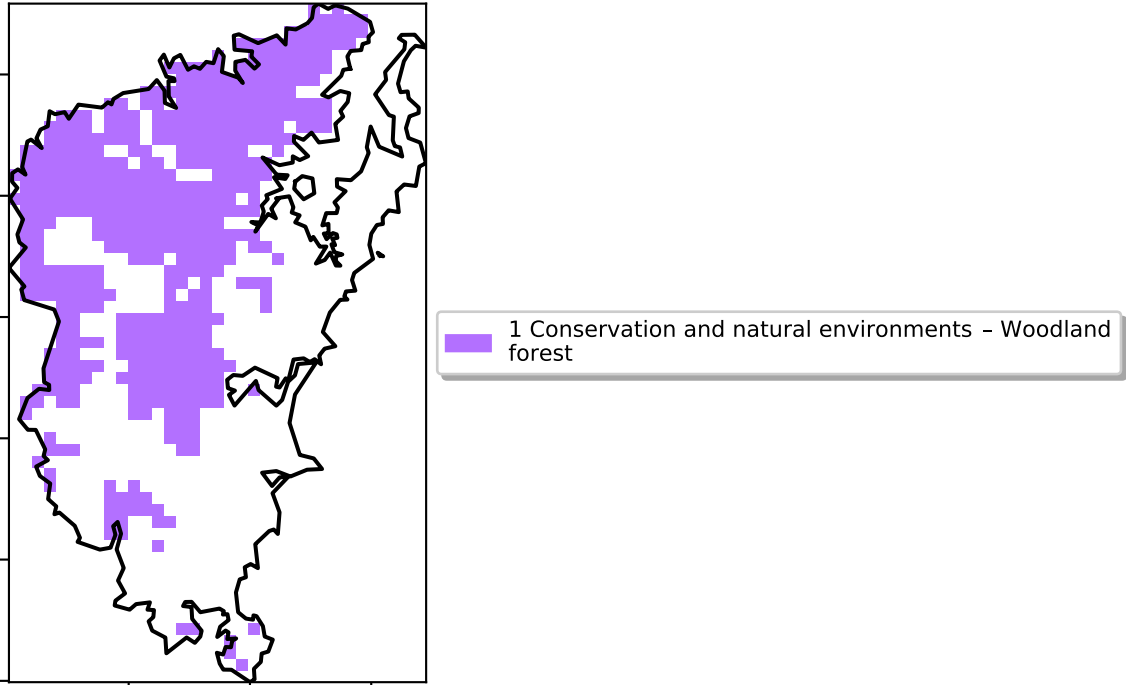 1 Conservation and natural environments – Woodland
forest